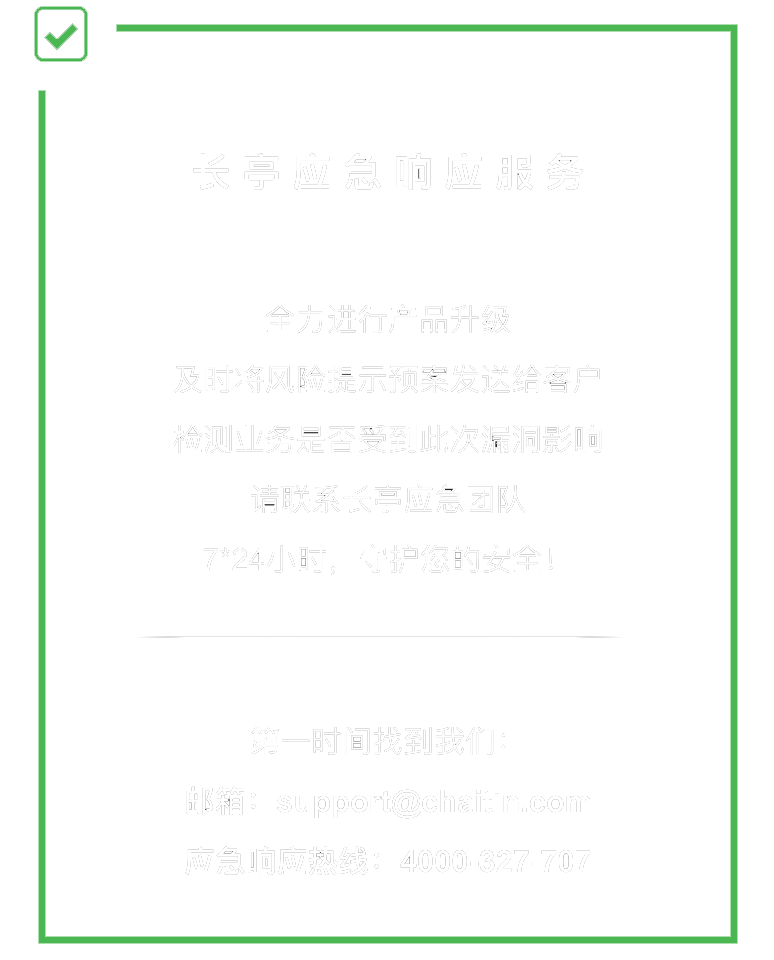 长亭应急响应服务
全方进行产品升级
及时将风险提示预案发送给客户
检测业务是否受到此次漏洞影响
请联系长亭应急团队
7*24小时，守护您的安全！
第一时间找到我们：
邮箱：support@chaitin.com
应急响应热线：4000-327-707